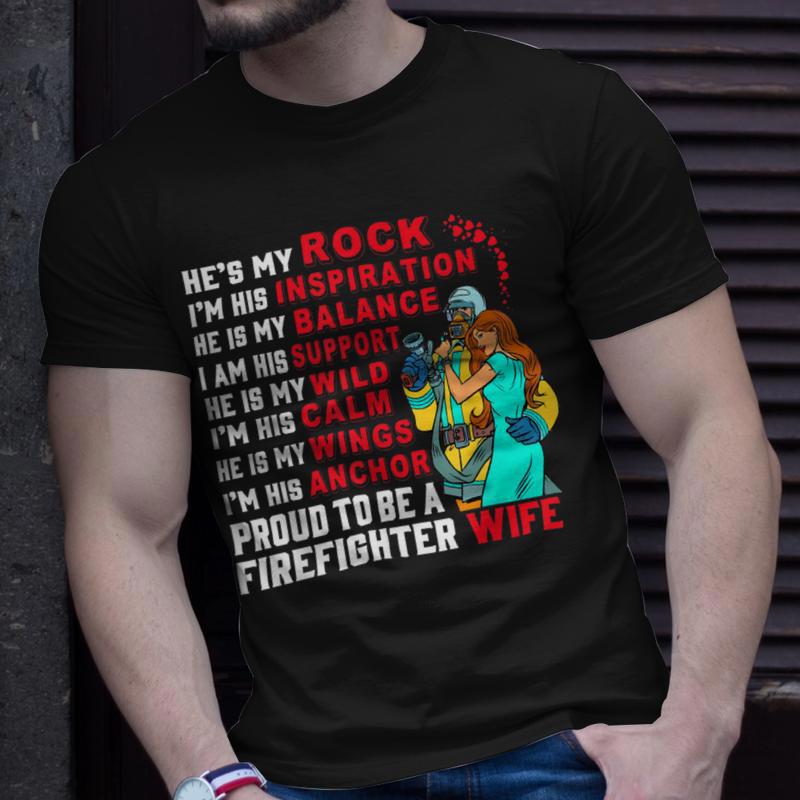 HE'S MY ROCK
I'M HIS INSPIRATION
HE IS MY BALANCE
I AM HIS SUPPORT
HE IS MY WILD
I'M HIS CALM
HE IS MY WINGS
I'M HIS ANCHOR
PROUD TO BE A
FIREFIGHTER WIFE